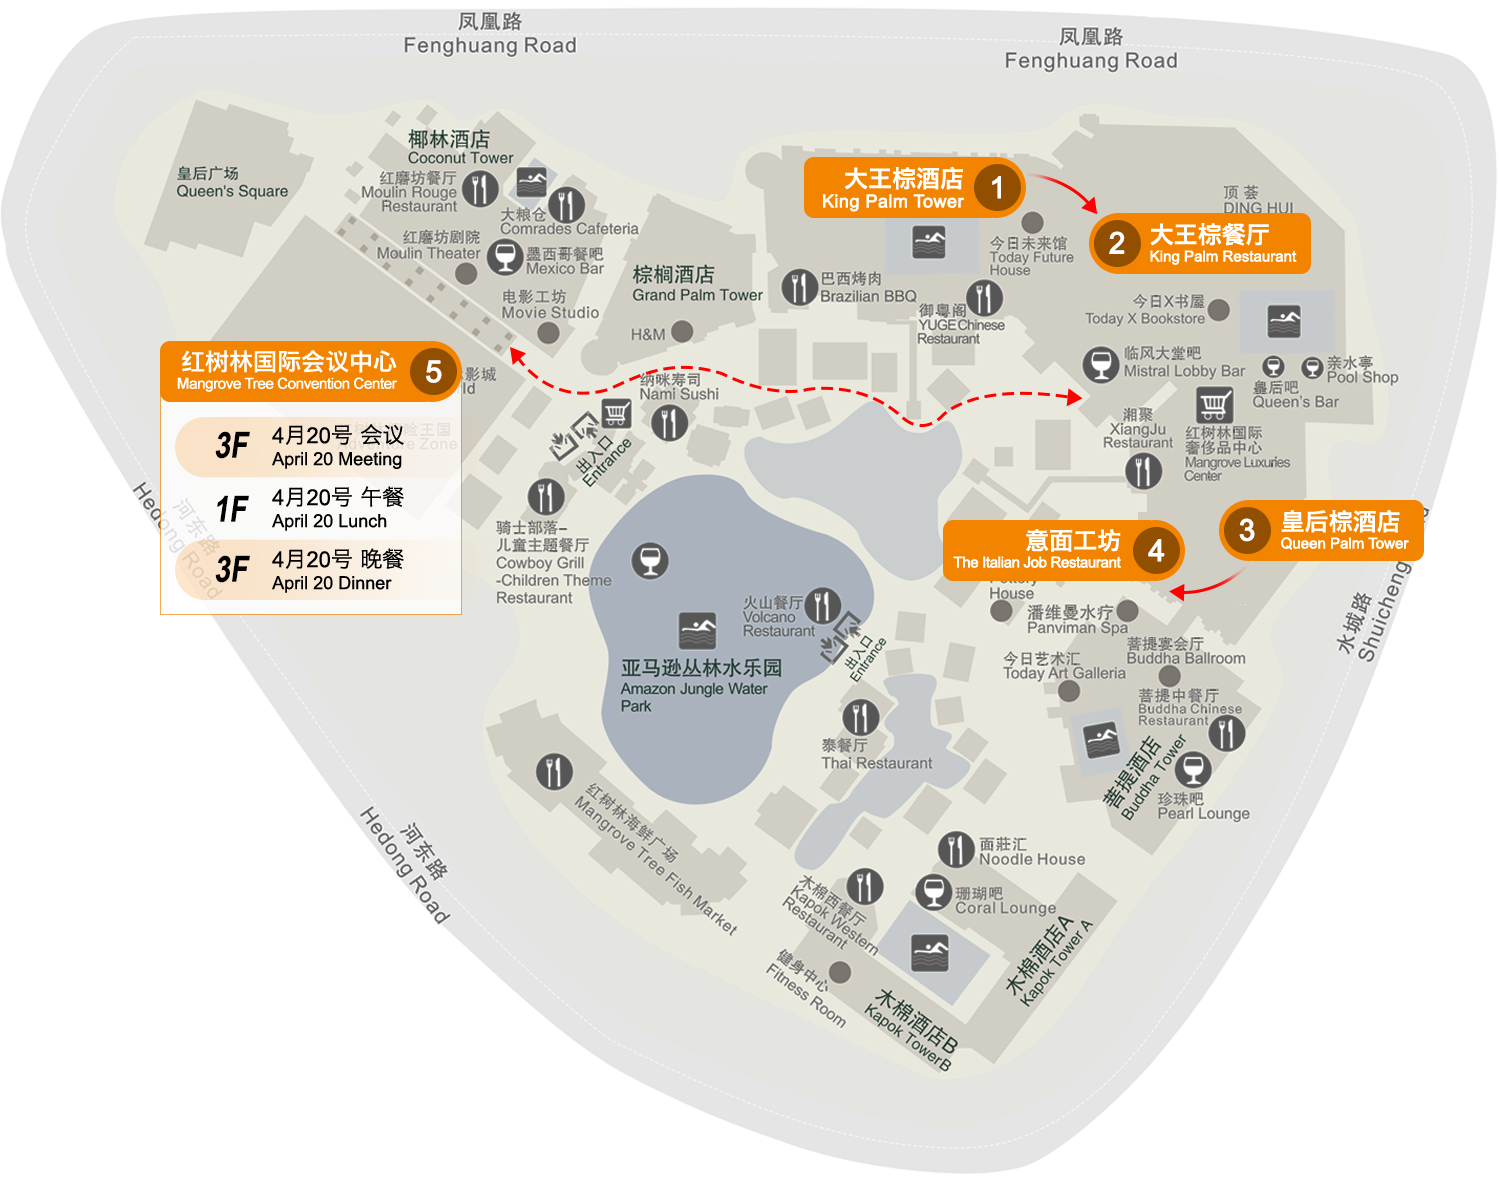 凤凰路
Fenghuang Road
凤凰路
Fenghuang Road
皇后广场
Queen's Square
椰林酒店
Coconut Tower
红磨坊餐厅
Moulin Rouge
Restaurant
大粮仓
Comrades Cafeteria
红磨坊剧院
Moulin Theater
墨西哥餐吧
Mexico Bar
电影工坊
Movie Studio
棕榈酒店
Grand Palm Tower
H&M
大王棕酒店
King Palm Tower
1
顶 荟
DING HUI
2
大王棕餐厅
King Palm Restaurant
今日未来馆
Today Future
House
巴西烤肉
Brazilian BBQ
御粤阁
YUGE Chinese
Restaurant
今日X书屋
Today X Bookstore
临风大堂吧
Mistral Lobby Bar
皇后吧
Queen's Bar
亲水亭
Pool Shop
湘聚
XiangJu
Restaurant
红树林国际
奢侈品中心
Mangrove Luxuries
Center
红树林国际会议中心
Mangrove Tree Convention Center
5
影城
ld
3F
4月20号 会议
April 20 Meeting
1F
4月20号 午餐
April 20 Lunch
3F
4月20号 晚餐
April 20 Dinner
纳咪寿司
Nami Sushi
出入口
Entrance
骑士部落-
儿童主题餐厅
Cowboy Grill
-Children Theme
Restaurant
河东路
Hedong Road
意面工坊
The Italian Job Restaurant
4
3
皇后棕酒店
Queen Palm Tower
House
潘维曼水疗
Panviman Spa
水城路
Shuicheng
火山餐厅
Volcano
Restaurant
出入口
Entrance
亚马逊丛林水乐园
Amazon Jungle Water
Park
菩提宴会厅
Buddha Ballroom
今日艺术汇
Today Art Galleria
菩提中餐厅
Buddha Chinese
Restaurant
菩提酒店
Buddha Tower
珍珠吧
Pearl Lounge
泰餐厅
Thai Restaurant
红树林海鲜广场
Mangrove Tree Fish Market
河东路
Hedong Road
面莊汇
Noodle House
珊瑚吧
Coral Lounge
木棉西餐厅
Kapok Western
Restaurant
健身中心
Fitness Room
木棉酒店A
Kapok Tower A
木棉酒店B
Kapok TowerB